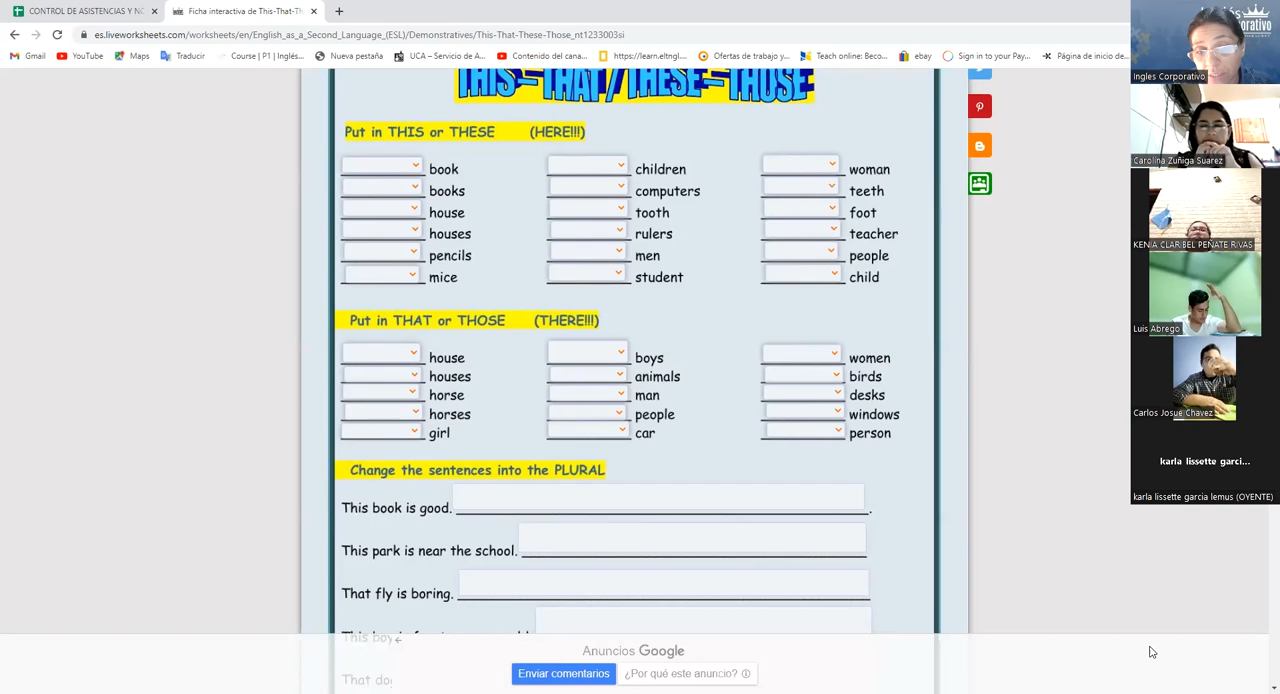 CONTROL DE ASISTENCIAS Y NO
Ficha interactiva de This-That-Th
es.liveworksheets.com/worksheets/en/English_as_a_Second_Language_(ESL)/Demonstratives/This-That-These-Those_nt1233003si
Gmail YouTube Maps Traducir Course | P1 | Inglés... Nueva pestaña UCA – Servicio de A... Contenido del cana... https://learn.eltngl... Ofertas de trabajo y... Teach online: Beco... ebay Sign in to your Pay... Página de inicio de...
THIS – THAT / THESE – THOSE
Put in THIS or THESE (HERE!!!)
book children woman
books computers teeth
house tooth foot
houses rulers teacher
pencils men people
mice student child
Put in THAT or THOSE (THERE!!!)
house boys women
houses animals birds
horse man desks
horses people windows
girl car person
Change the sentences into the PLURAL
This book is good. .
This park is near the school.
That fly is boring.
This boy
That do
Anuncios Google
Enviar comentarios ¿Por qué este anuncio?
Ingles Corporativo
Carolina Zuñiga Suarez
KENIA CLARIBEL PEÑATE RIVAS
Luis Abrego
Carlos Josue Chavez
karla lissette garci...
karla lissette garcia lemus (OYENTE)